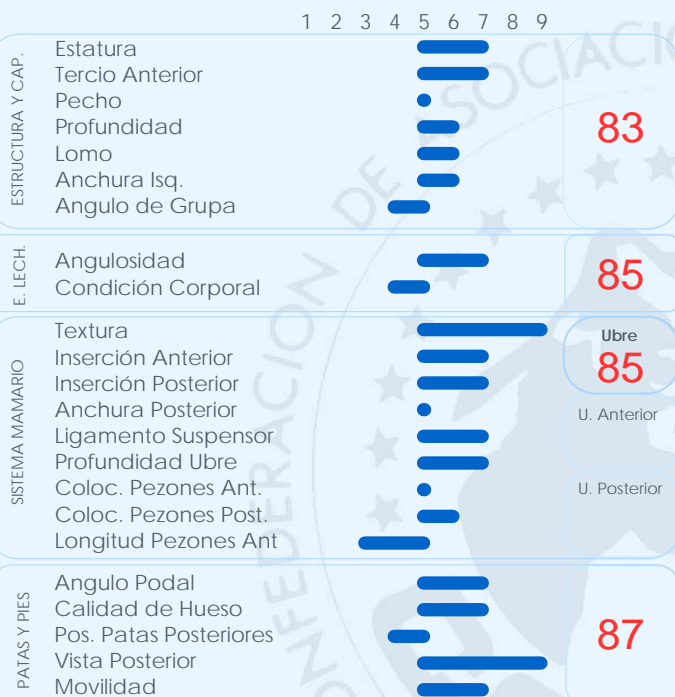 1 2 3 4 5 6 7 8 9
ESTRUCTURA Y CAP.
Estatura
Tercio Anterior
Pecho
Profundidad
Lomo
Anchura Isq.
Angulo de Grupa
83
E. LECH.
Angulosidad
Condición Corporal
85
SISTEMA MAMARIO
Textura
Inserción Anterior
Inserción Posterior
Anchura Posterior
Ligamento Suspensor
Profundidad Ubre
Coloc. Pezones Ant.
Coloc. Pezones Post.
Longitud Pezones Ant
Ubre
85
U. Anterior
U. Posterior
PATAS Y PIES
Angulo Podal
Calidad de Hueso
Pos. Patas Posteriores
Vista Posterior
Movilidad
87